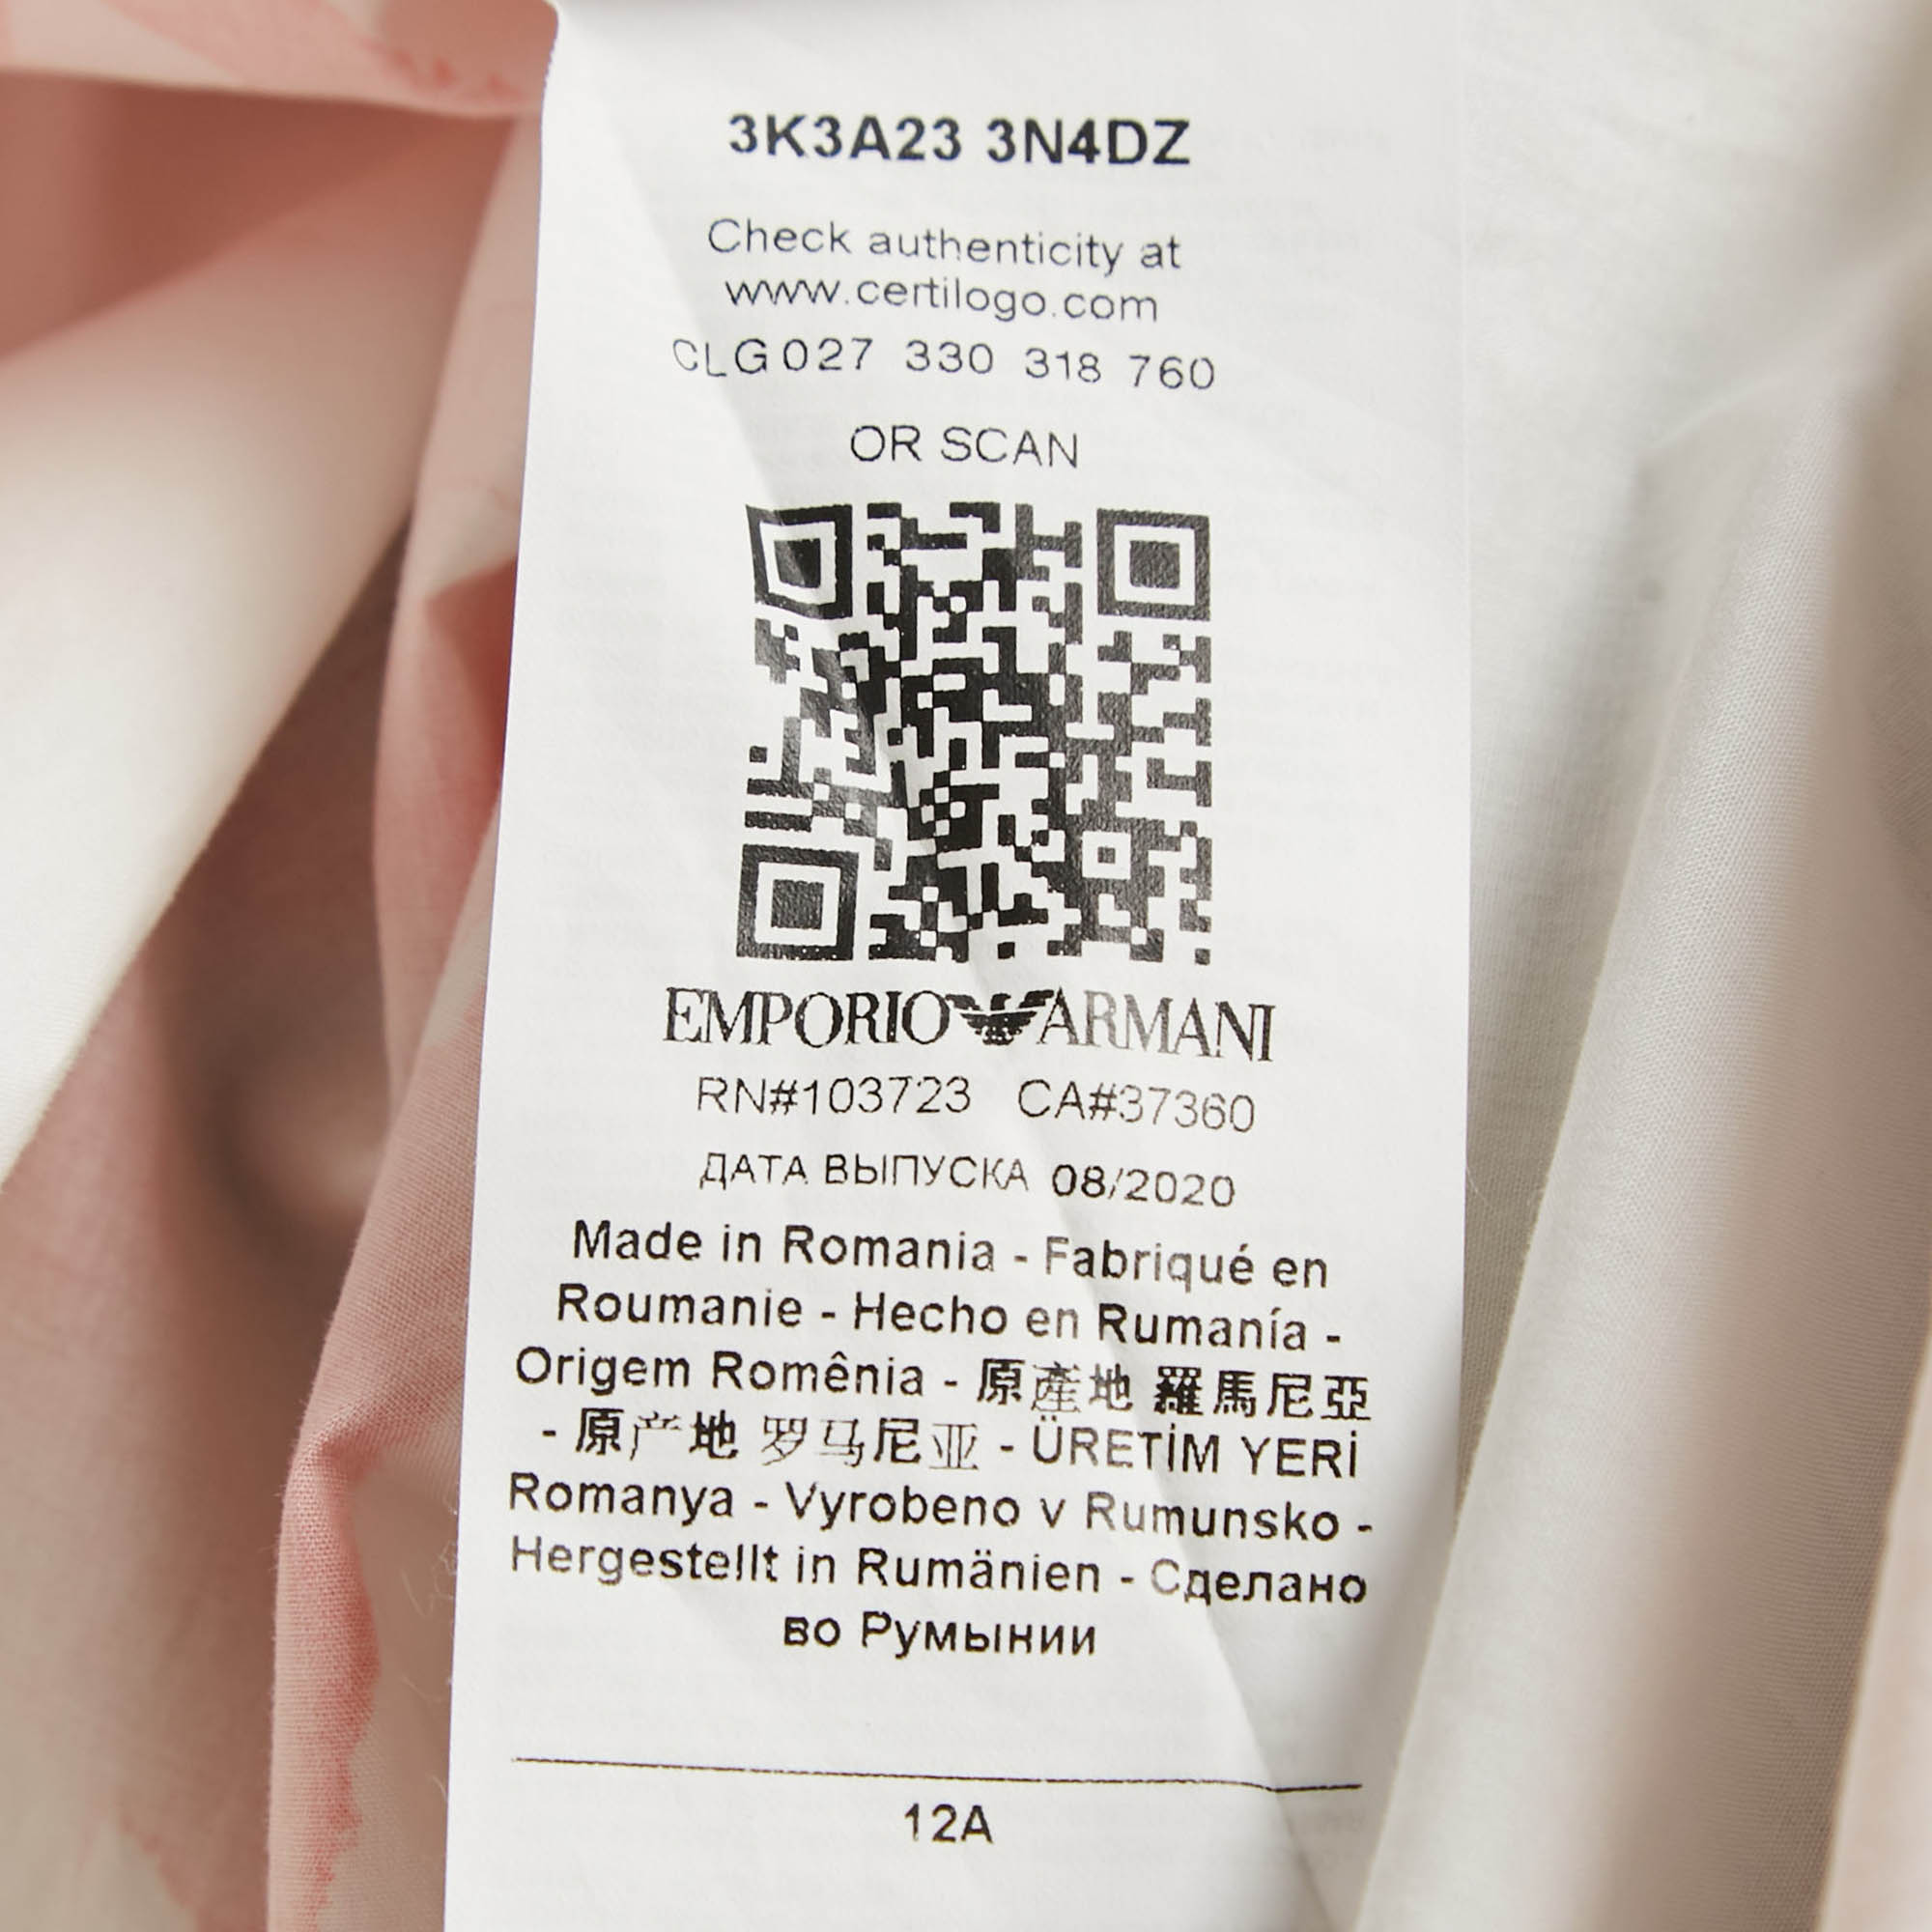 3K3A23 3N4DZ
Check authenticity at
www.certilogo.com
CLG027 330 318 760
OR SCAN
EMPORIO ARMANI
RN#103723 CA#37360
ДАТА ВЫПУСКА 08/2020
Made in Romania - Fabriqué en
Roumanie - Hecho en Rumanía -
Origem Romênia - 原產地 羅馬尼亞
- 原产地 罗马尼亚 - ÜRETİM YERİ
Romanya - Vyrobeno v Rumunsko -
Hergestellt in Rumänien - Сделано
во Румынии
12A